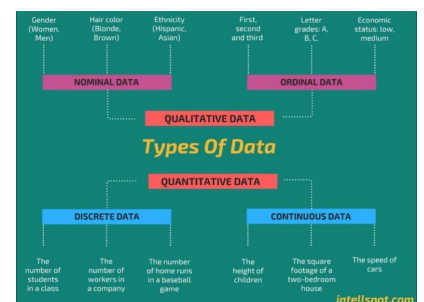 Gender
(Women,
Men)
Hair color
(Blonde,
Brown)
Ethnicity
(Hispanic,
Asian)
First,
second
and third
Letter
grades: A,
B, C,
Economic
status: low,
medium
NOMINAL DATA
ORDINAL DATA
QUALITATIVE DATA
Types Of Data
QUANTITATIVE DATA
DISCRETE DATA
CONTINUOUS DATA
The
number of
students
in a class
The
number of
workers in
a company
The
number of
home runs
in a baseball
game
The
height of
children
The square
footage of a
two-bedroom
house
The speed of
cars
intellspot.com